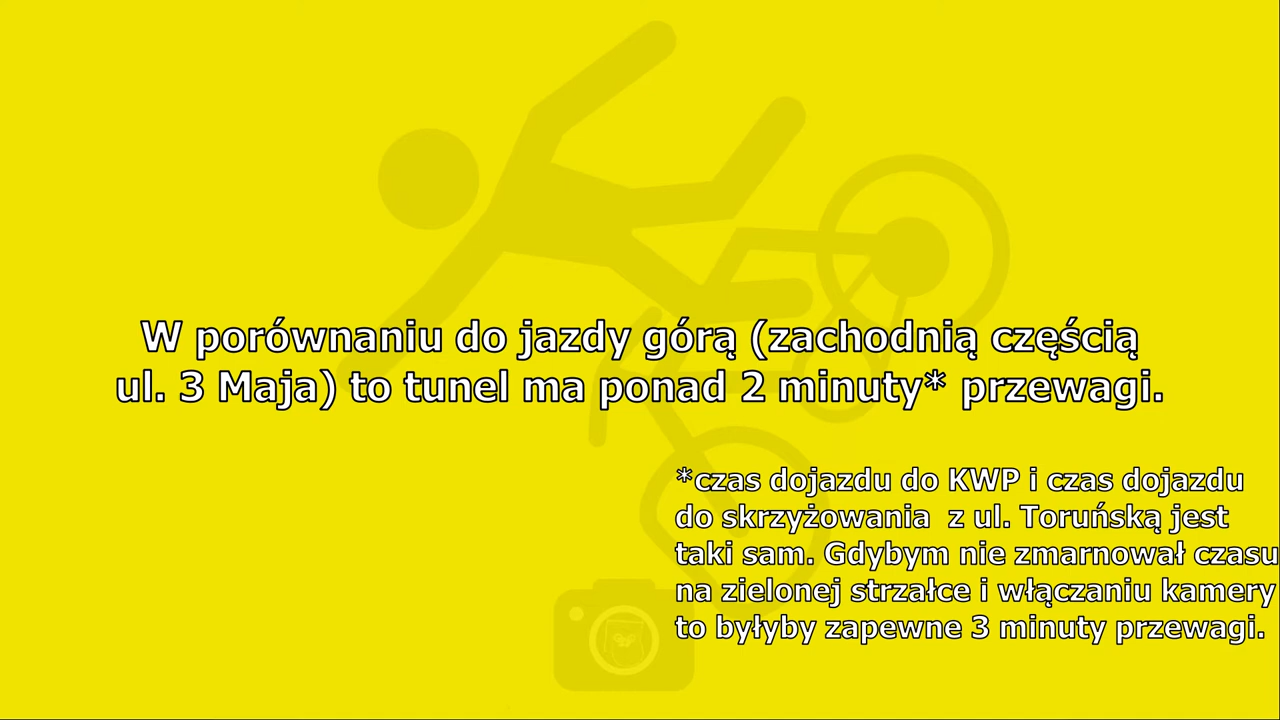 W porównaniu do jazdy górą (zachodnią częścią
ul. 3 Maja) to tunel ma ponad 2 minuty* przewagi.
*czas dojazdu do KWP i czas dojazdu
do skrzyżowania  z ul. Toruńską jest
taki sam. Gdybym nie zmarnował czasu
na zielonej strzałce i włączaniu kamery
to byłyby zapewne 3 minuty przewagi.